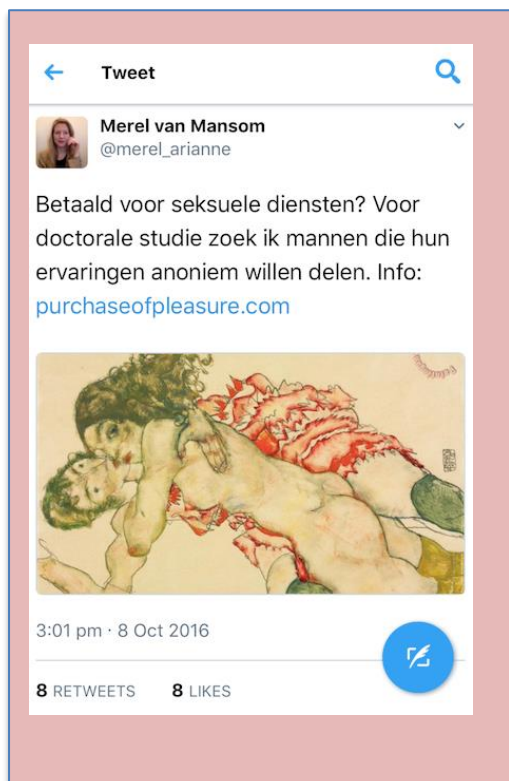 Tweet
Merel van Mansom
@merel_arianne
Betaald voor seksuele diensten? Voor
doctorale studie zoek ik mannen die hun
ervaringen anoniem willen delen. Info:
purchaseofpleasure.com
3:01 pm · 8 Oct 2016
8 RETWEETS 8 LIKES